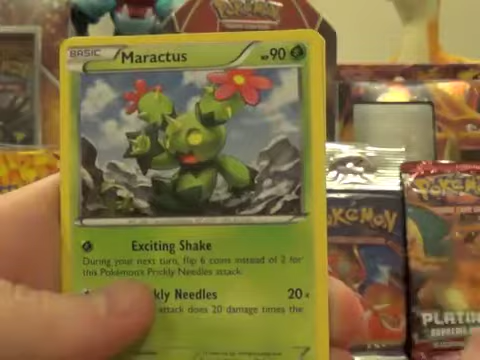 BASIC Maractus HP90
Exciting Shake
During your next turn, flip 6 coins instead of 2 for
this Pokémon's Prickly Needles attack.
kly Needles 20×
attack does 20 damage times the
POKéMON
POKéMON
PLATIN